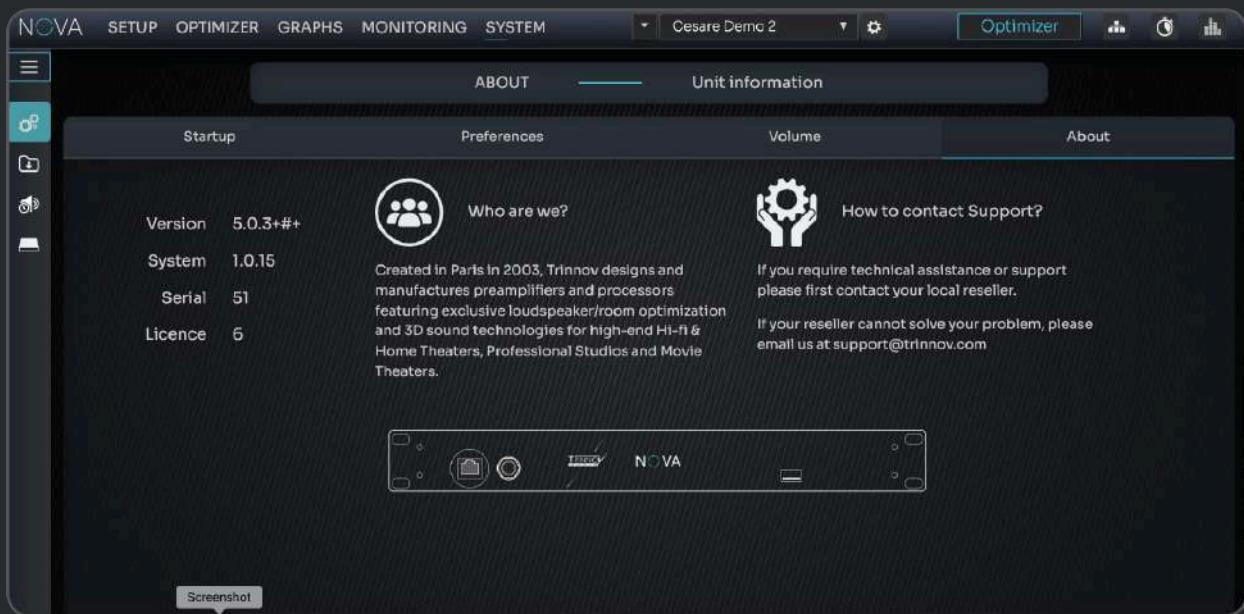 NOVA SETUP OPTIMIZER GRAPHS MONITORING SYSTEM Cesare Demo 2 Optimizer
ABOUT Unit information
Startup Preferences Volume About
Version 5.0.3+#+
System 1.0.15
Serial 51
Licence 6
Who are we?
Created in Paris in 2003, Trinnov designs and
manufactures preamplifiers and processors
featuring exclusive loudspeaker/room optimization
and 3D sound technologies for high-end Hi-fi &
Home Theaters, Professional Studios and Movie
Theaters.
How to contact Support?
If you require technical assistance or support
please first contact your local reseller.
If your reseller cannot solve your problem, please
email us at support@trinnov.com
TRINNOV NOVA
Screenshot